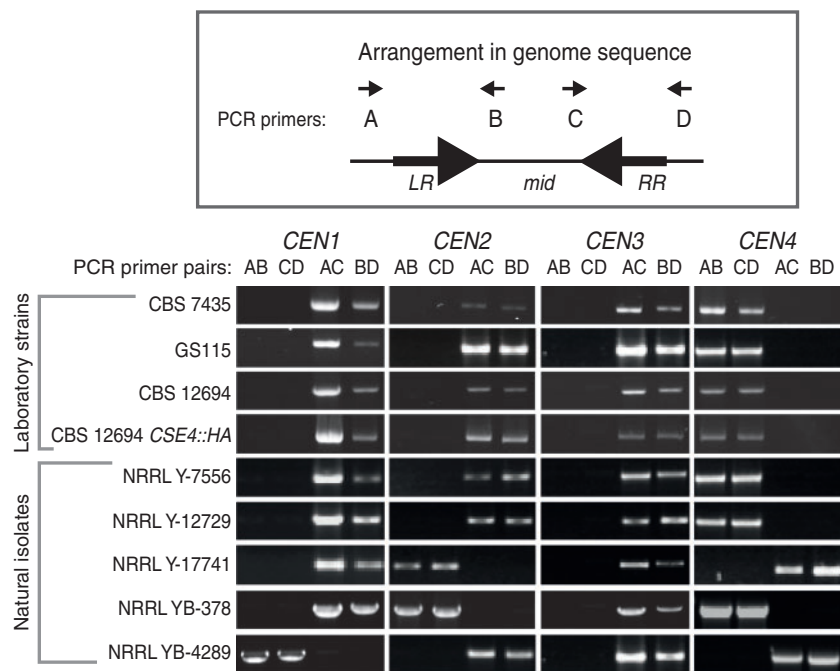 Arrangement in genome sequence
PCR primers: A B C D
LR mid RR
CEN1 CEN2 CEN3 CEN4
PCR primer pairs: AB CD AC BD AB CD AC BD AB CD AC BD AB CD AC BD
Laboratory strains
CBS 7435
GS115
CBS 12694
CBS 12694 CSE4::HA
Natural isolates
NRRL Y-7556
NRRL Y-12729
NRRL Y-17741
NRRL YB-378
NRRL YB-4289